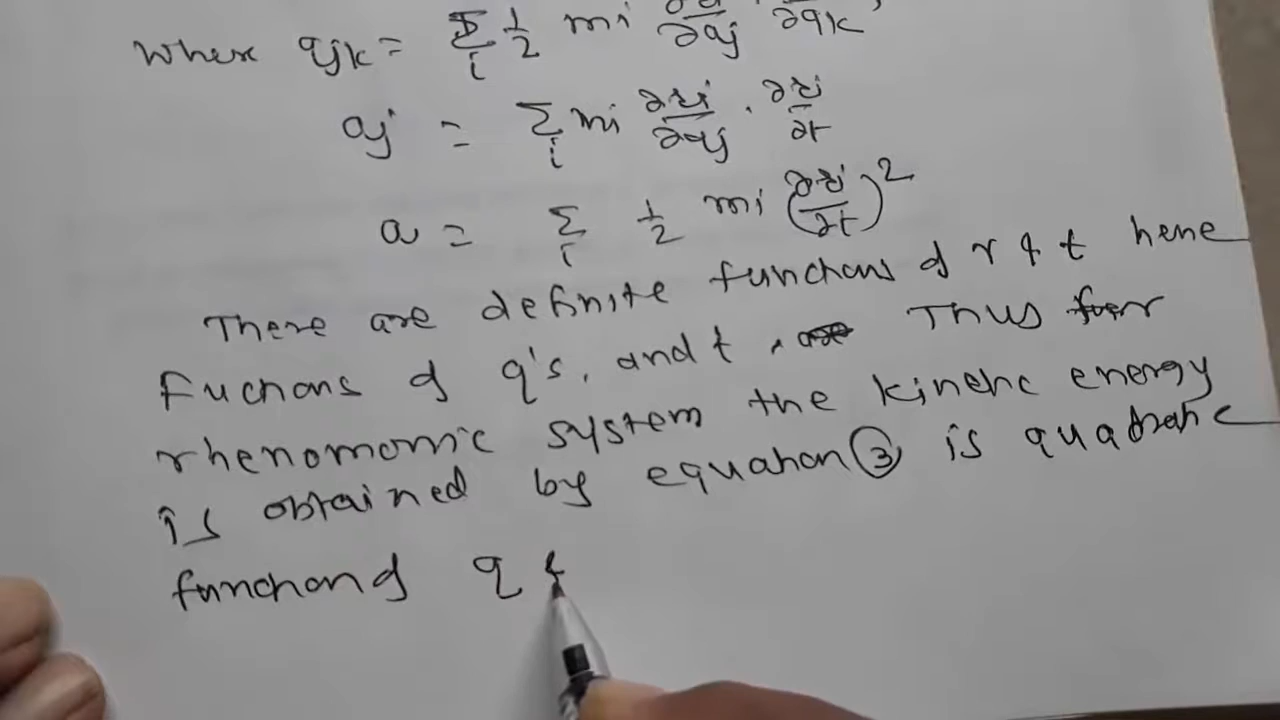 where ajk = Σi 1/2 mi ∂ri/∂qj . ∂ri/∂qk,
aj = Σi mi ∂ri/∂qj . ∂ri/∂t
a = Σi 1/2 mi (∂ri/∂t)²
There are definite functions of r & t hene
fuctions of q's, and t, Thus for
rhenomomic system the kinetic energy
is obtained by equation ③ is quadratic
function of q &